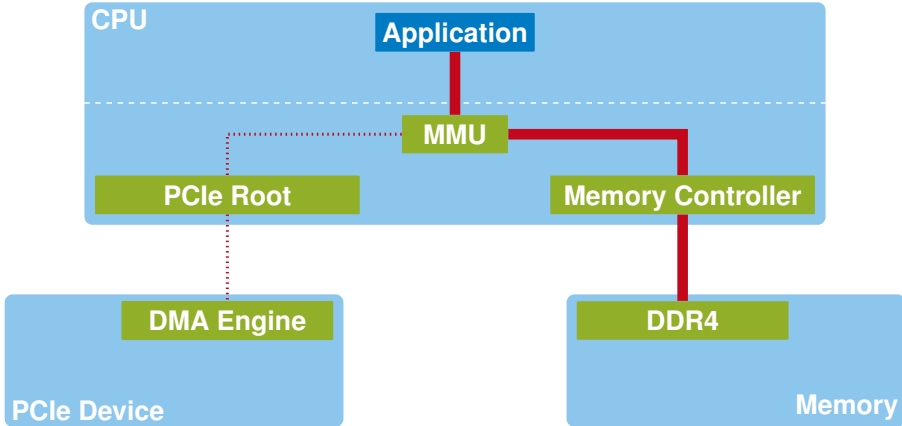 CPU
Application
MMU
PCIe Root
Memory Controller
DMA Engine
DDR4
PCIe Device
Memory